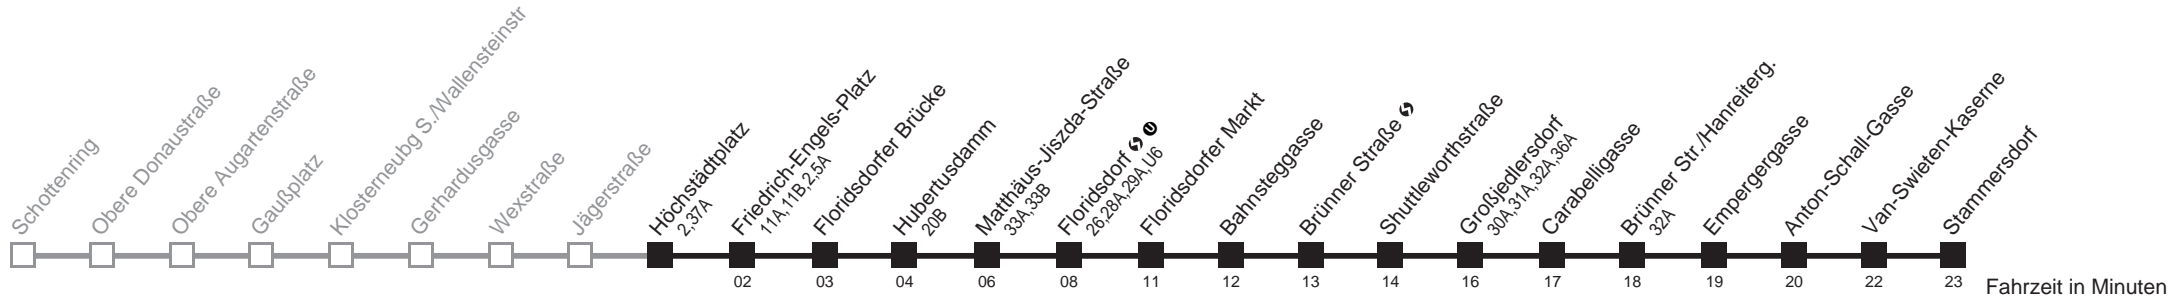 Schottenring
Obere Donaustraße
Obere Augartenstraße
Gaußplatz
Klosterneubg S./Wallensteinstr
Gerhardusgasse
Wexstraße
Jägerstraße
Höchstädtplatz
2,37A
Friedrich-Engels-Platz
11A,11B,2,5A
Floridsdorfer Brücke
Hubertusdamm
20B
Matthäus-Jiszda-Straße
33A,33B
Floridsdorf S U
26,28A,29A,U6
Floridsdorfer Markt
Bahnsteggasse
Brünner Straße S
Shuttleworthstraße
Großjedlersdorf
30A,31A,32A,36A
Carabelligasse
Brünner Str./Hanreiterg.
32A
Empergergasse
Anton-Schall-Gasse
Van-Swieten-Kaserne
Stammersdorf
02 03 04 06 08 11 12 13 14 16 17 18 19 20 22 23 Fahrzeit in Minuten